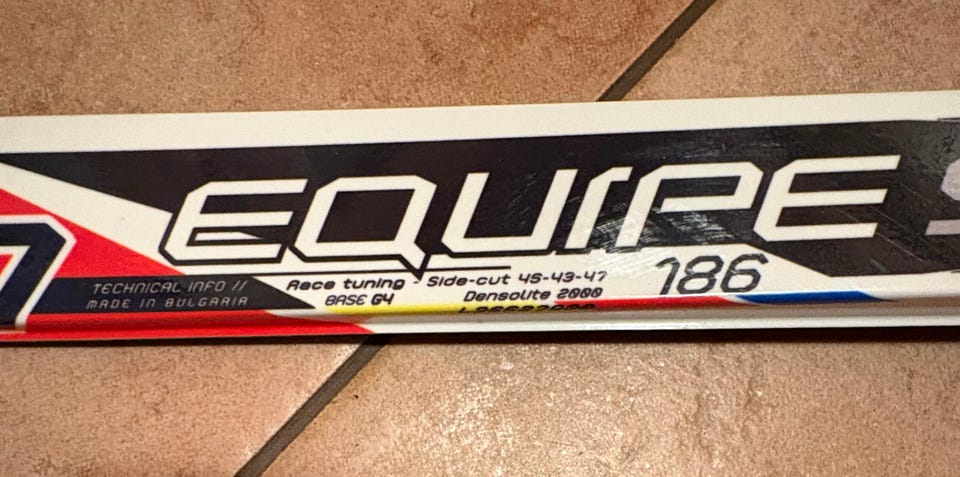 EQUIPE
TECHNICAL INFO //
MADE IN BULGARIA
Race tuning - Side-cut 45-43-47
BASE G4
Densolite 2000
186